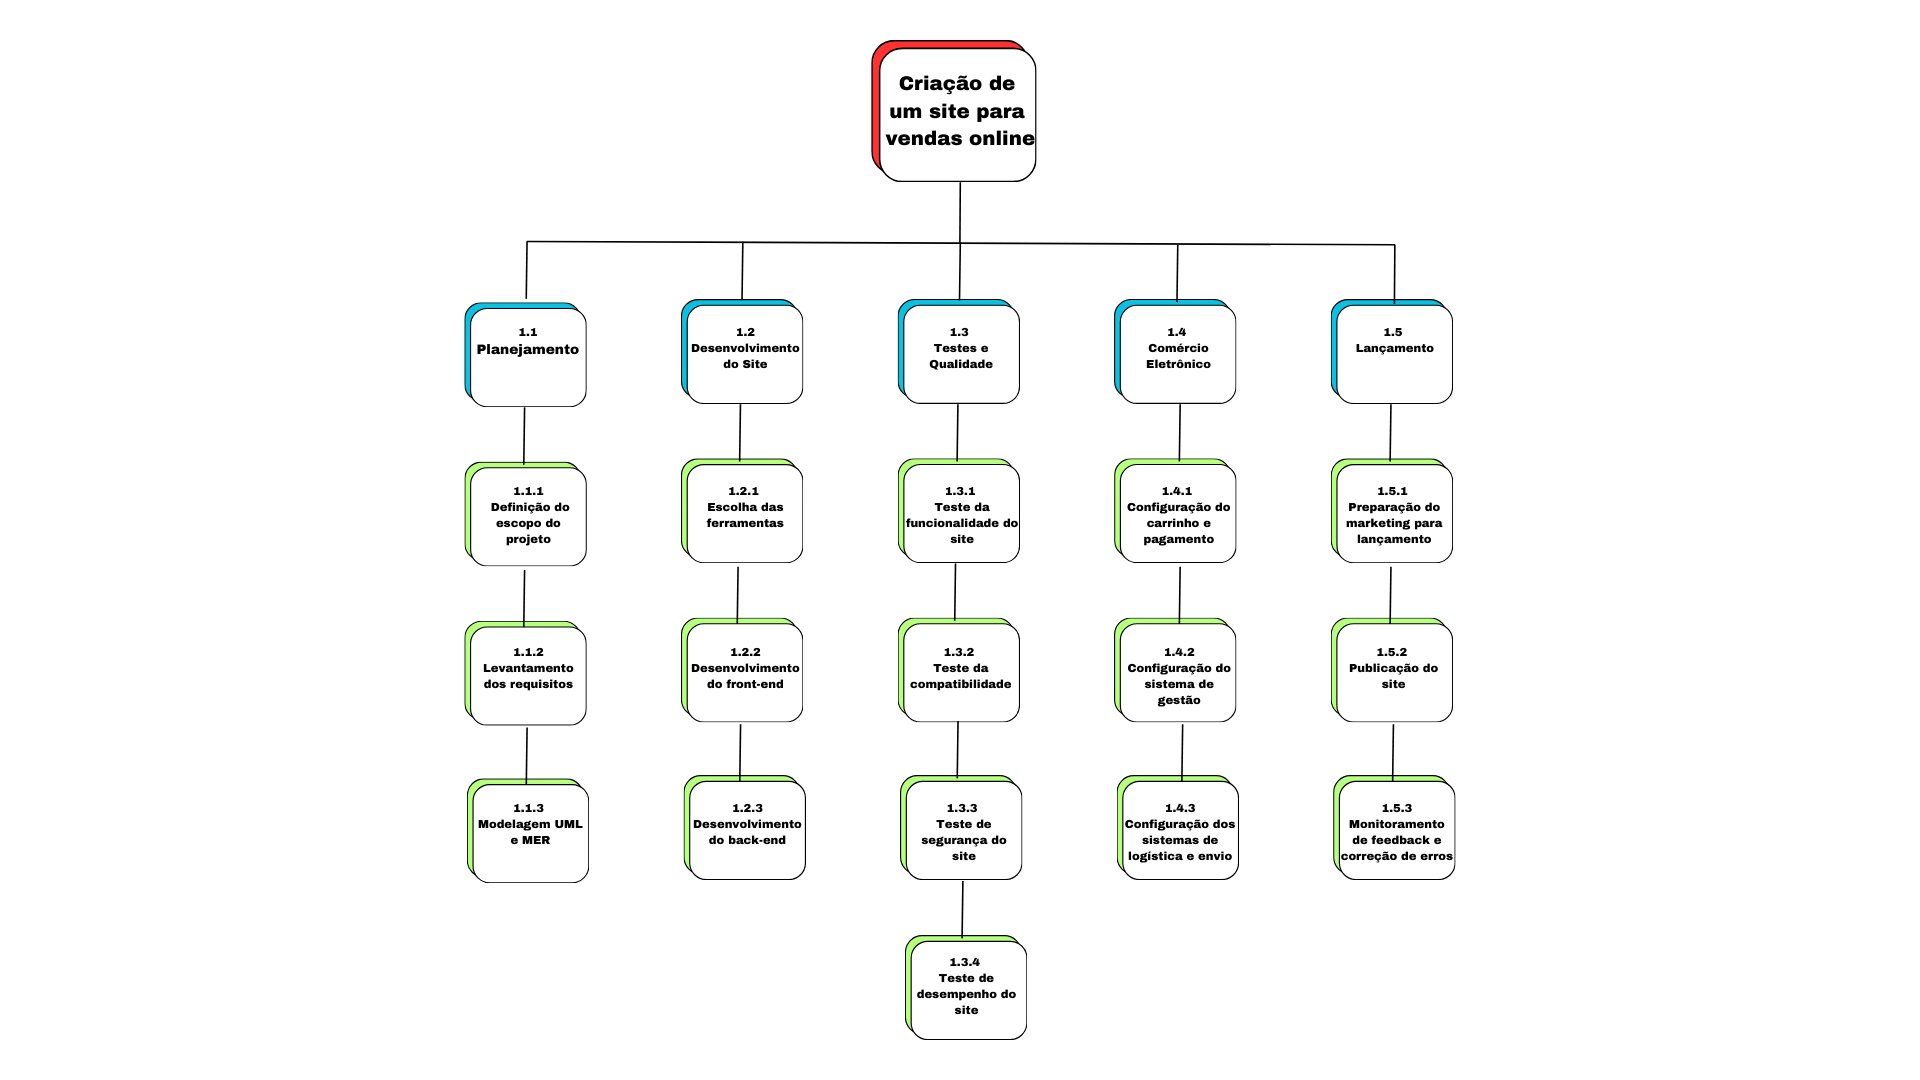 Criação de
um site para
vendas online
1.1
Planejamento
1.2
Desenvolvimento
do Site
1.3
Testes e
Qualidade
1.4
Comércio
Eletrônico
1.5
Lançamento
1.1.1
Definição do
escopo do
projeto
1.2.1
Escolha das
ferramentas
1.3.1
Teste da
funcionalidade do
site
1.4.1
Configuração do
carrinho e
pagamento
1.5.1
Preparação do
marketing para
lançamento
1.1.2
Levantamento
dos requisitos
1.2.2
Desenvolvimento
do front-end
1.3.2
Teste da
compatibilidade
1.4.2
Configuração do
sistema de
gestão
1.5.2
Publicação do
site
1.1.3
Modelagem UML
e MER
1.2.3
Desenvolvimento
do back-end
1.3.3
Teste de
segurança do
site
1.4.3
Configuração dos
sistemas de
logística e envio
1.5.3
Monitoramento
de feedback e
correção de erros
1.3.4
Teste de
desempenho do
site